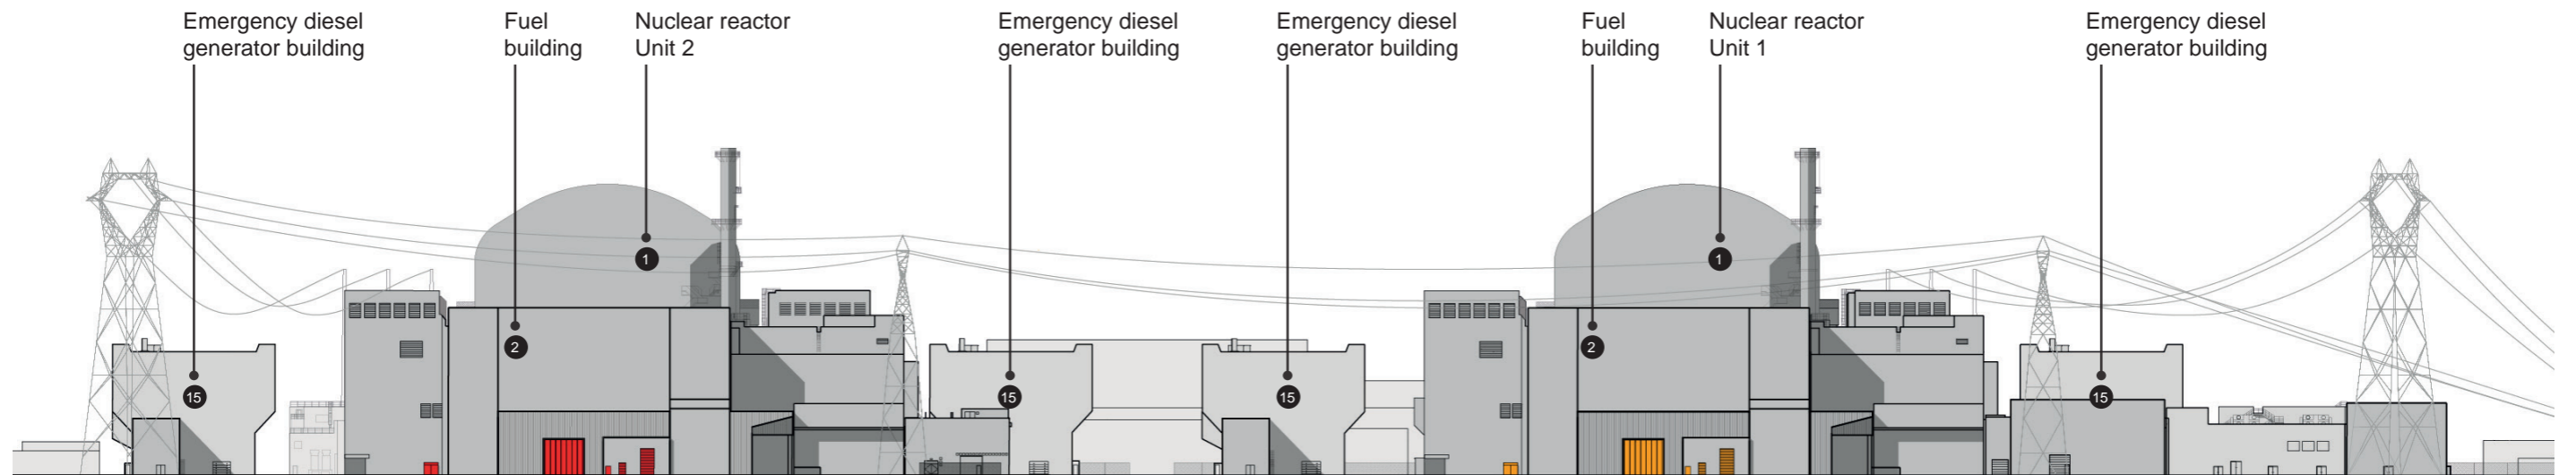 Emergency diesel
generator building
Fuel
building
Nuclear reactor
Unit 2
Emergency diesel
generator building
Emergency diesel
generator building
Fuel
building
Nuclear reactor
Unit 1
Emergency diesel
generator building
1
1
2
2
15
15
15
15